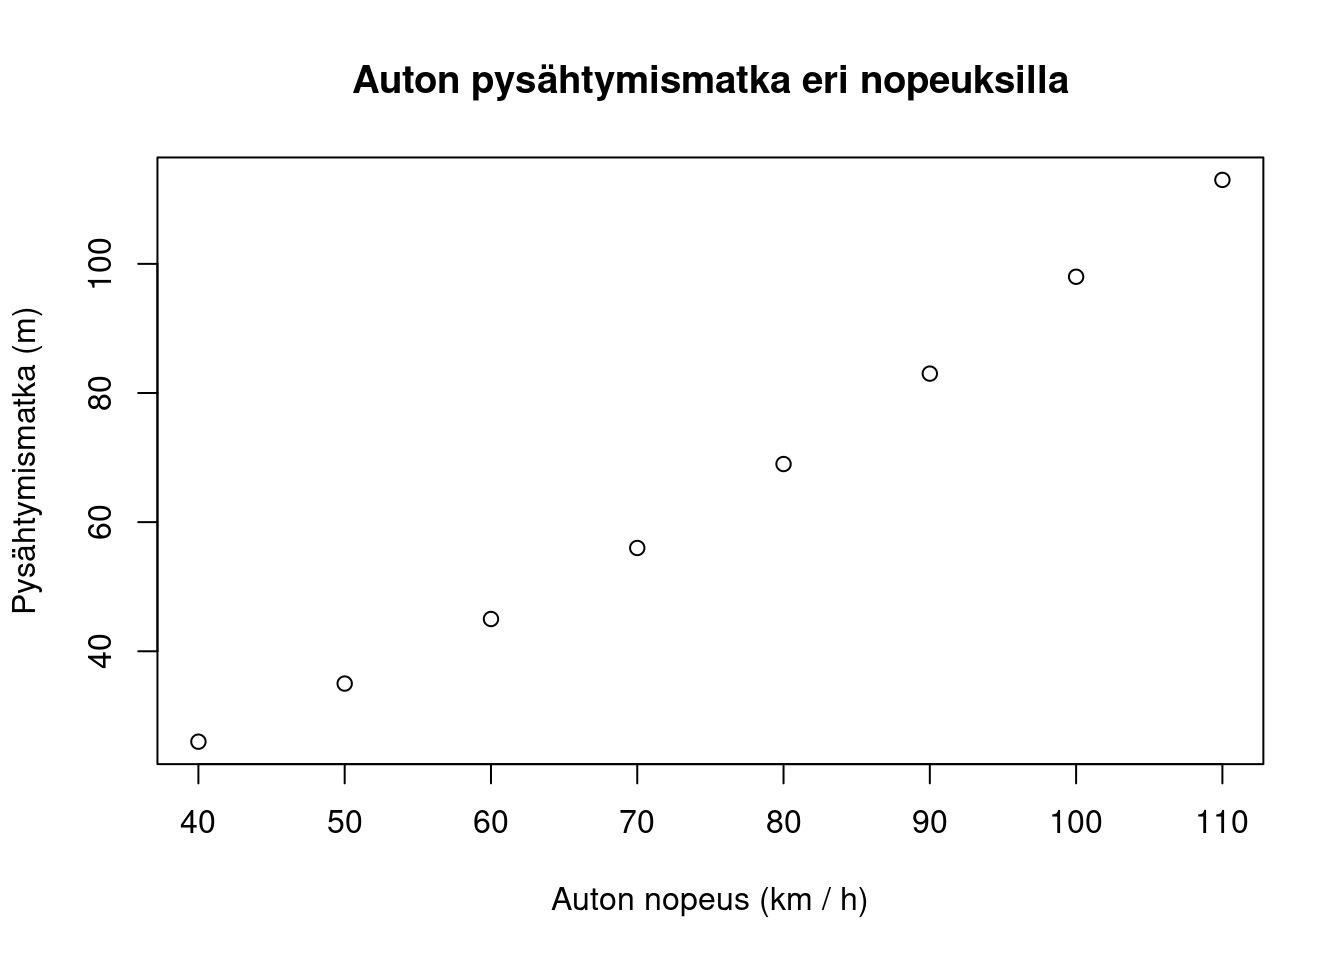 Auton pysähtymismatka eri nopeuksilla
Pysähtymismatka (m)
100
80
60
40
40 50 60 70 80 90 100 110
Auton nopeus (km / h)